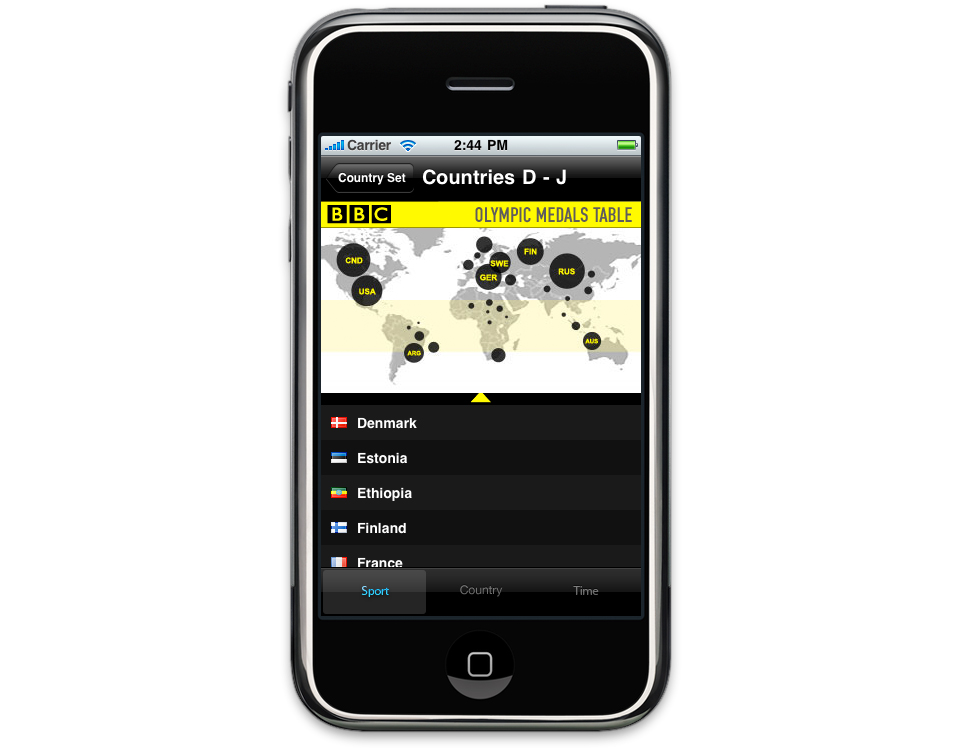 Carrier 2:44 PM
Country Set Countries D - J
BBC OLYMPIC MEDALS TABLE
CND
USA
FIN
SWE
GER
RUS
ARG
AUS
Denmark
Estonia
Ethiopia
Finland
France
Sport Country Time